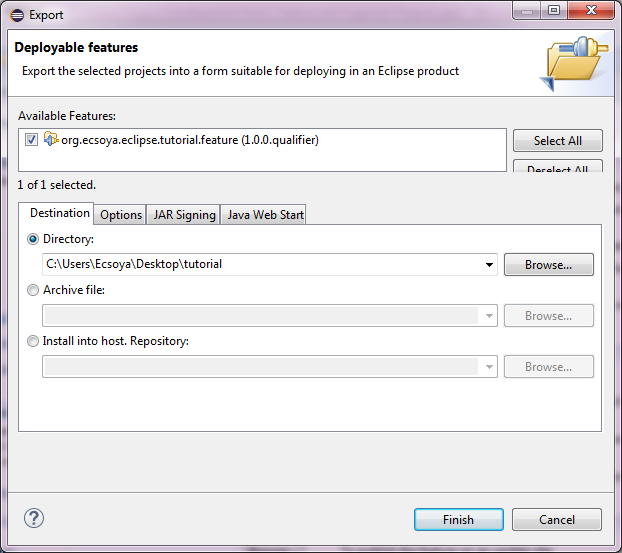 Export
Deployable features
Export the selected projects into a form suitable for deploying in an Eclipse product
Available Features:
org.ecsoya.eclipse.tutorial.feature (1.0.0.qualifier)
Select All
Deselect All
1 of 1 selected.
Destination Options JAR Signing Java Web Start
Directory:
C:\Users\Ecsoya\Desktop\tutorial Browse...
Archive file:
Browse...
Install into host. Repository:
Browse...
? Finish Cancel